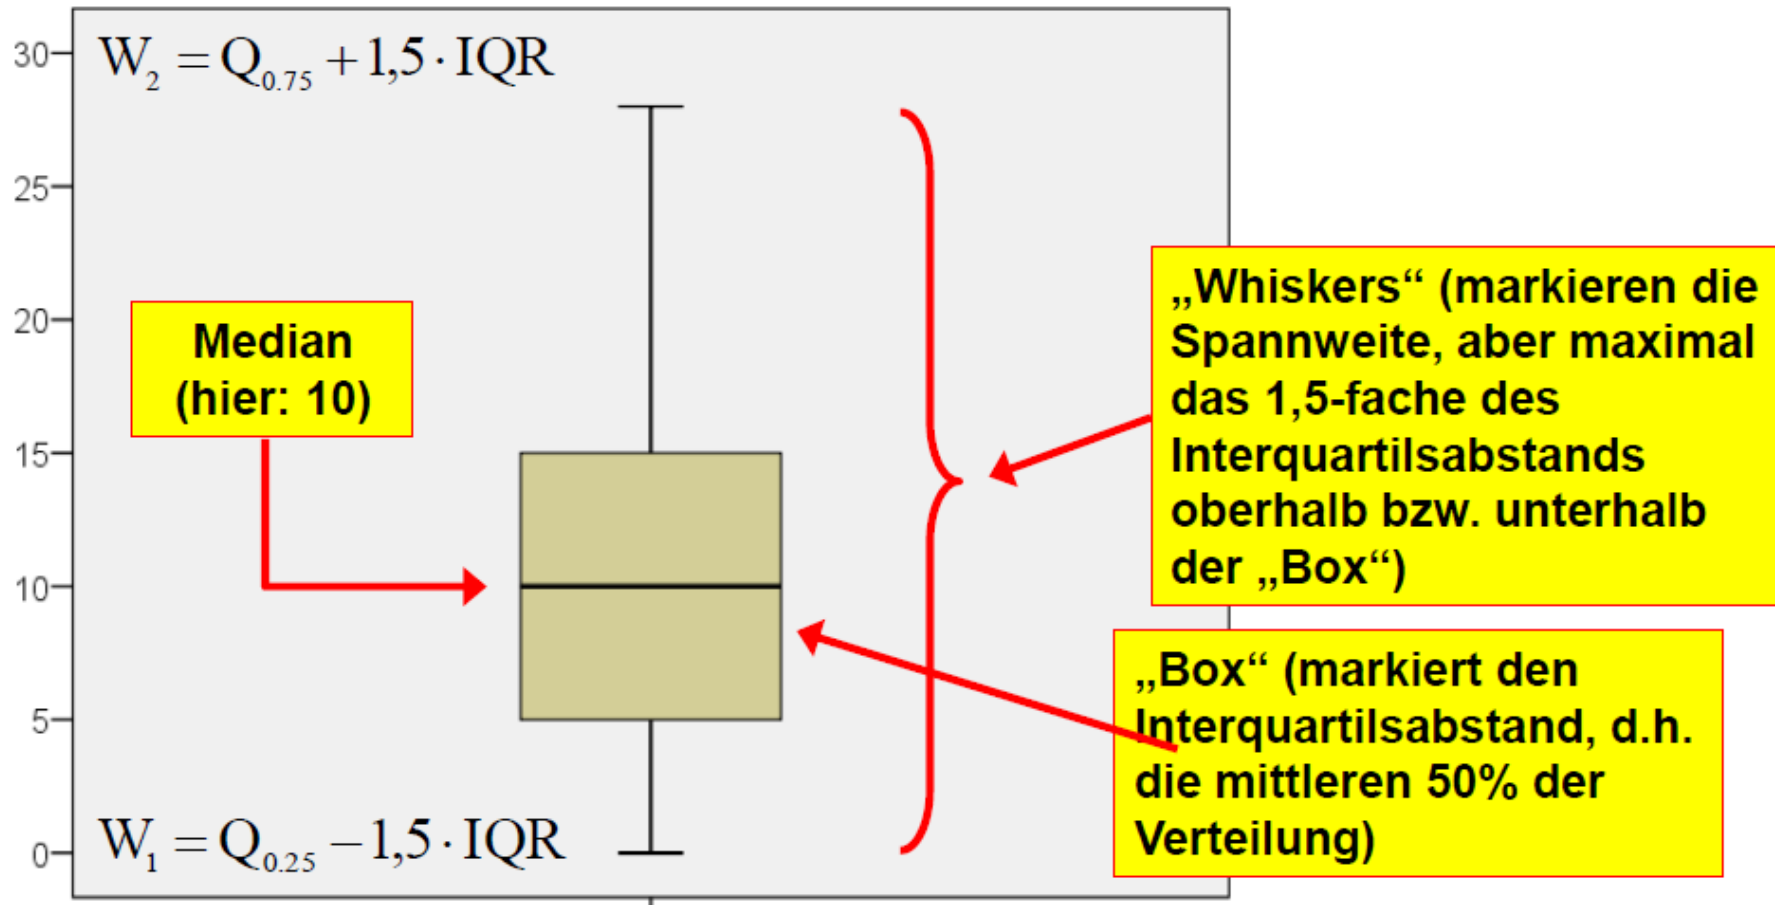 30
W₂ = Q₀.₇₅ + 1,5 · IQR
25
20
15
10
5
0
W₁ = Q₀.₂₅ − 1,5 · IQR
Median
(hier: 10)
„Whiskers“ (markieren die
Spannweite, aber maximal
das 1,5-fache des
Interquartilsabstands
oberhalb bzw. unterhalb
der „Box“)
„Box“ (markiert den
Interquartilsabstand, d.h.
die mittleren 50% der
Verteilung)